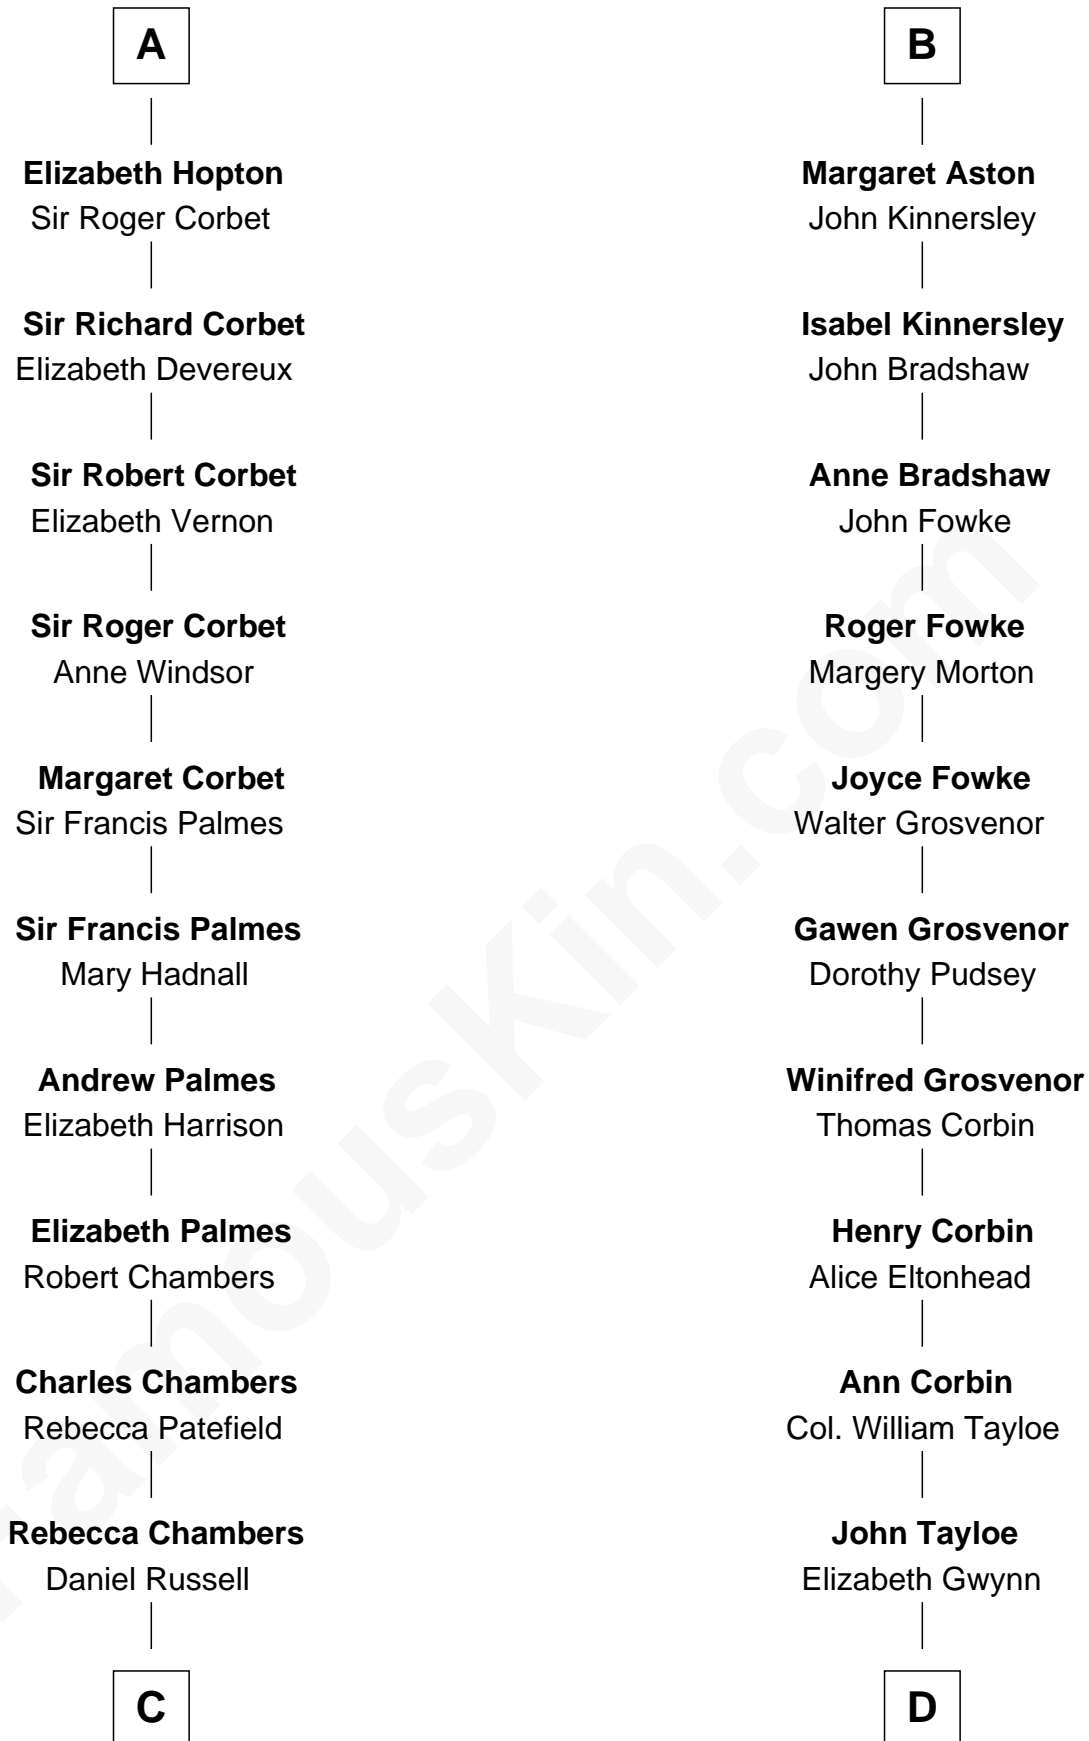 A
Elizabeth Hopton
Sir Roger Corbet
Sir Richard Corbet
Elizabeth Devereux
Sir Robert Corbet
Elizabeth Vernon
Sir Roger Corbet
Anne Windsor
Margaret Corbet
Sir Francis Palmes
Sir Francis Palmes
Mary Hadnall
Andrew Palmes
Elizabeth Harrison
Elizabeth Palmes
Robert Chambers
Charles Chambers
Rebecca Patefield
Rebecca Chambers
Daniel Russell
C
B
Margaret Aston
John Kinnersley
Isabel Kinnersley
John Bradshaw
Anne Bradshaw
John Fowke
Roger Fowke
Margery Morton
Joyce Fowke
Walter Grosvenor
Gawen Grosvenor
Dorothy Pudsey
Winifred Grosvenor
Thomas Corbin
Henry Corbin
Alice Eltonhead
Ann Corbin
Col. William Tayloe
John Tayloe
Elizabeth Gwynn
D
FamousKin.com